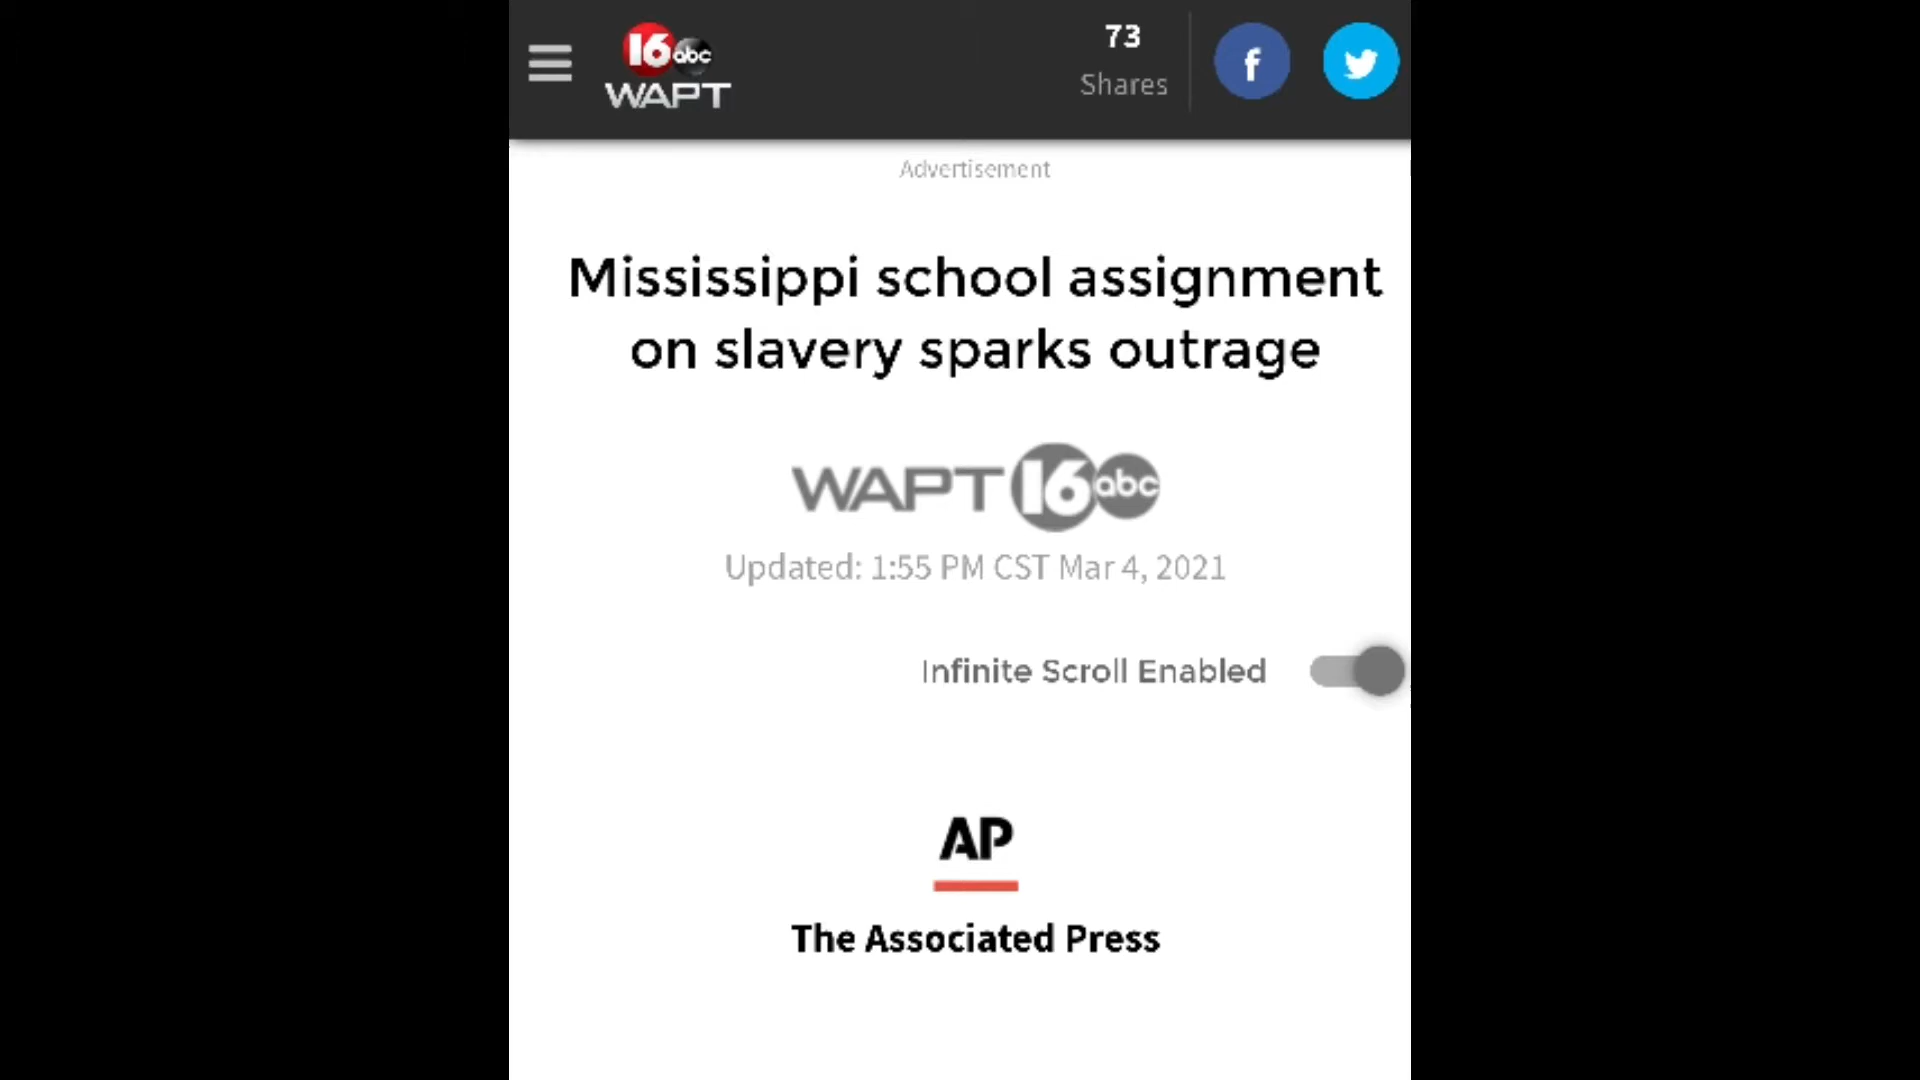 16 abc
WAPT
73
Shares
f
Advertisement
Mississippi school assignment
on slavery sparks outrage
WAPT 16 abc
Updated: 1:55 PM CST Mar 4, 2021
Infinite Scroll Enabled
AP
The Associated Press